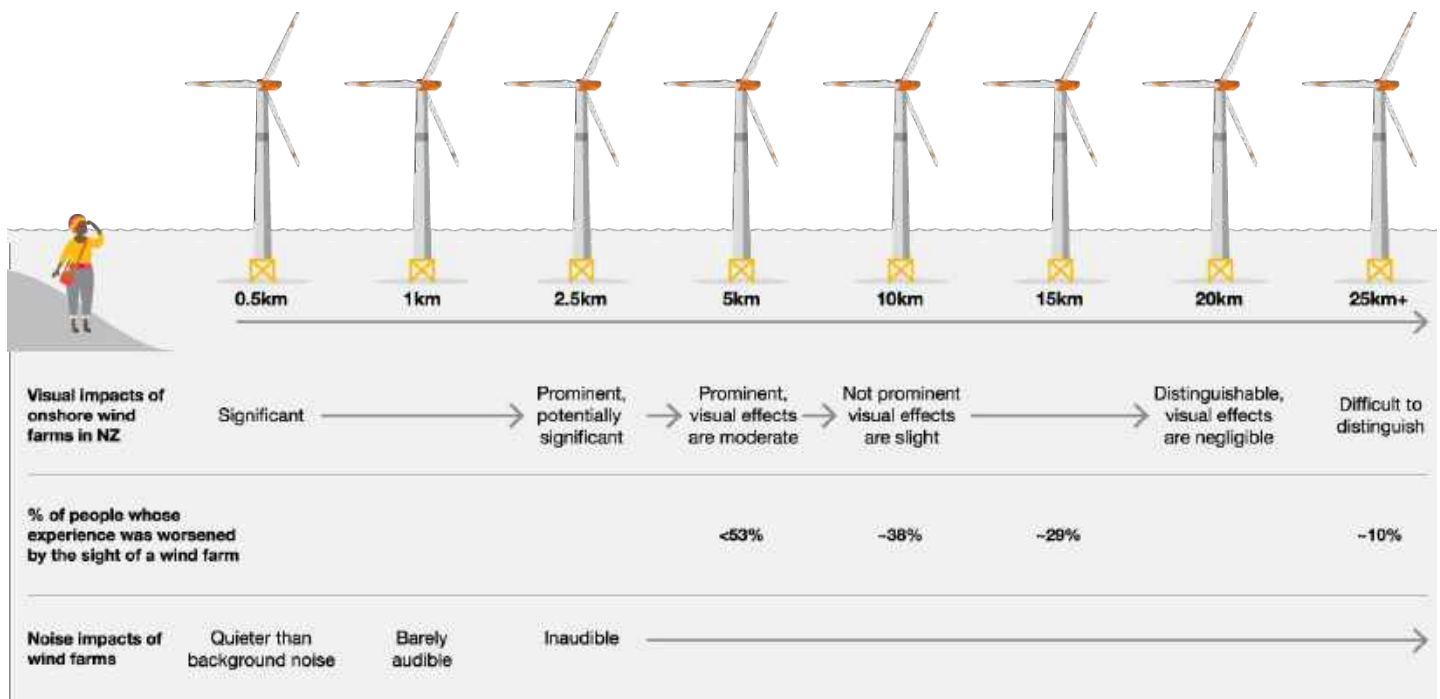 0.5km 1km 2.5km 5km 10km 15km 20km 25km+
Visual impacts of
onshore wind
farms in NZ
Significant
Prominent,
potentially
significant
Prominent,
visual effects
are moderate
Not prominent
visual effects
are slight
Distinguishable,
visual effects
are negligible
Difficult to
distinguish
% of people whose
experience was worsened
by the sight of a wind farm
<53% ~38% ~29% ~10%
Noise impacts of
wind farms
Quieter than
background noise
Barely
audible
Inaudible